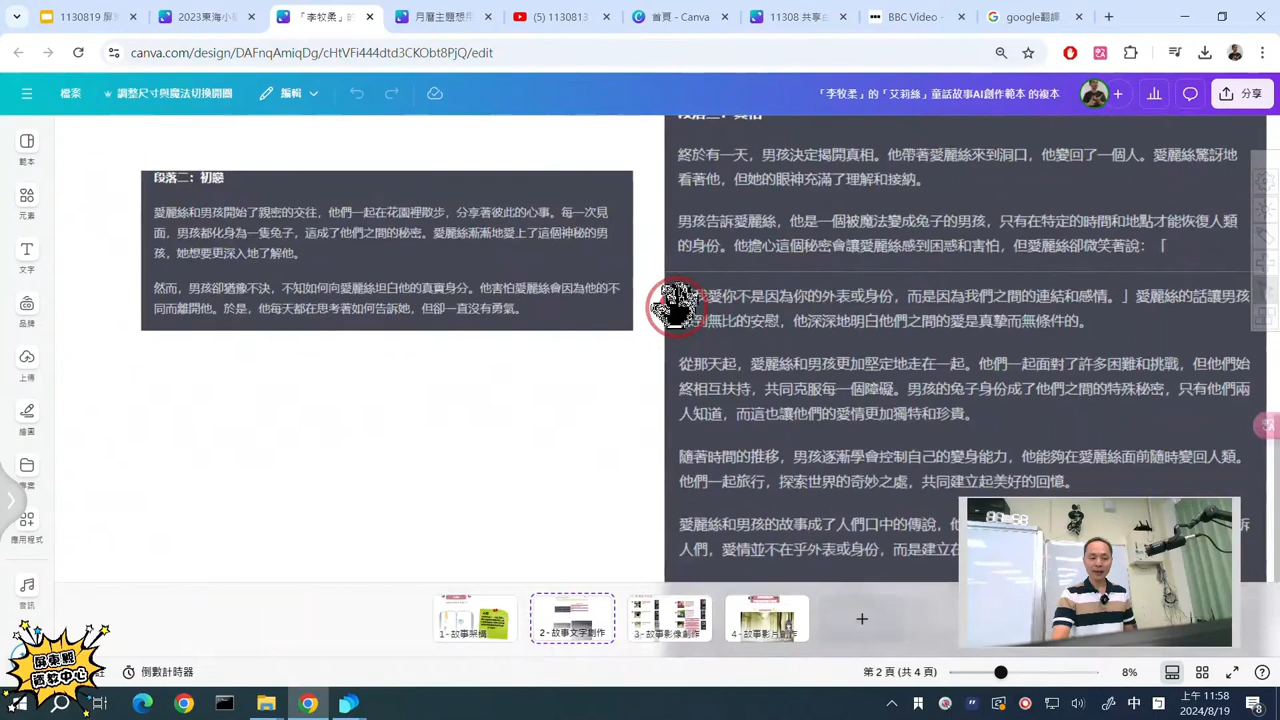 1130819 屏
2023東海小
「李牧柔」的
月曆主題想用
(5) 1130813
首頁 - Canva
11308 共享
BBC Video -
google翻譯
canva.com/design/DAFnqAmiqDg/cHtVFi444dtd3CKObt8PjQ/edit
檔案
調整尺寸與魔法切換開關
編輯
「李牧柔」的「艾莉絲」童話故事AI創作範本 的複本
分享
範本
元素
文字
品牌
上傳
繪圖
專案
應用程式
音訊
段落二：初戀
愛麗絲和男孩開始了親密的交往，他們一起在花園裡散步，分享著彼此的心事。每一次見
面，男孩都化身為一隻兔子，這成了他們之間的秘密。愛麗絲漸漸地愛上了這個神秘的男
孩，她想要更深入地了解他。
然而，男孩卻猶豫不決，不知如何向愛麗絲坦白他的真實身分。他害怕愛麗絲會因為他的不
同而離開他。於是，他每天都在思考著如何告訴她，但卻一直沒有勇氣。
終於有一天，男孩決定揭開真相。他帶著愛麗絲來到洞口，他變回了一個人。愛麗絲驚訝地
看著他，但她的眼神充滿了理解和接納。
男孩告訴愛麗絲，他是一個被魔法變成兔子的男孩，只有在特定的時間和地點才能恢復人類
的身份。他擔心這個秘密會讓愛麗絲感到困惑和害怕，但愛麗絲卻微笑著說：「
愛你不是因為你的外表或身份，而是因為我們之間的連結和感情。」愛麗絲的話讓男孩
到無比的安慰，他深深地明白他們之間的愛是真摯而無條件的。
從那天起，愛麗絲和男孩更加堅定地走在一起。他們一起面對了許多困難和挑戰，但他們始
終相互扶持，共同克服每一個障礙。男孩的兔子身份成了他們之間的特殊秘密，只有他們兩
人知道，而這也讓他們的愛情更加獨特和珍貴。
隨著時間的推移，男孩逐漸學會控制自己的變身能力，他能夠在愛麗絲面前隨時變回人類。
他們一起旅行，探索世界的奇妙之處，共同建立起美好的回憶。
愛麗絲和男孩的故事成了人們口中的傳說，他
訴
人們，愛情並不在乎外表或身份，而是建立在
1 - 故事架構
2 - 故事文字創作
3 - 故事影像創作
4 - 故事影片創作
屏東縣
倒數計時器
第 2 頁 (共 4 頁)
8%
中
上午 11:58
2024/8/19
8